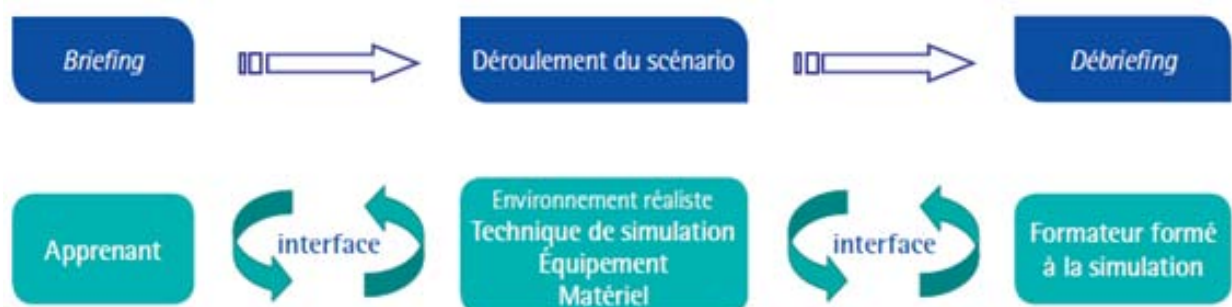 Briefing
Déroulement du scénario
Débriefing
Apprenant
interface
Environnement réaliste
Technique de simulation
Équipement
Matériel
interface
Formateur formé
à la simulation